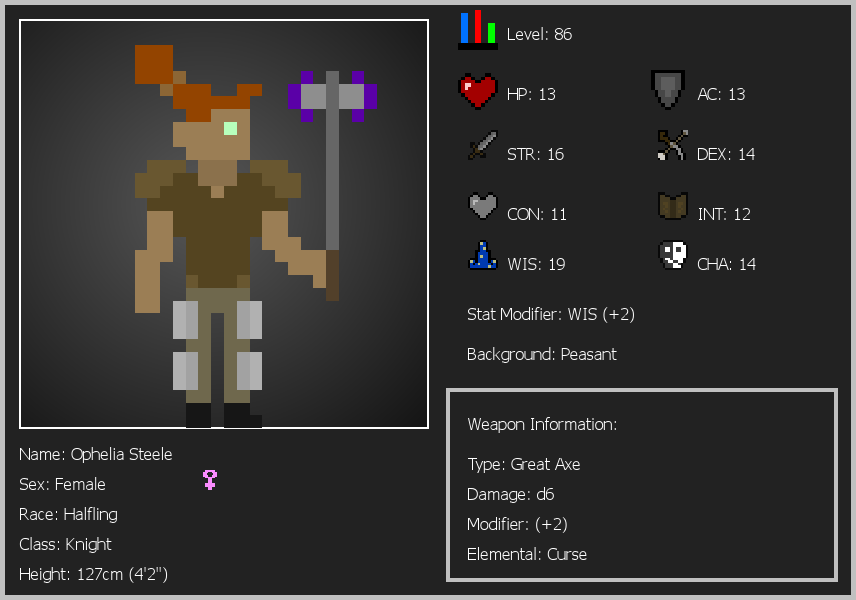 Level: 86
HP: 13
AC: 13
STR: 16
DEX: 14
CON: 11
INT: 12
WIS: 19
CHA: 14
Stat Modifier: WIS (+2)
Background: Peasant
Name: Ophelia Steele
Sex: Female
Race: Halfling
Class: Knight
Height: 127cm (4'2")
Weapon Information:
Type: Great Axe
Damage: d6
Modifier: (+2)
Elemental: Curse